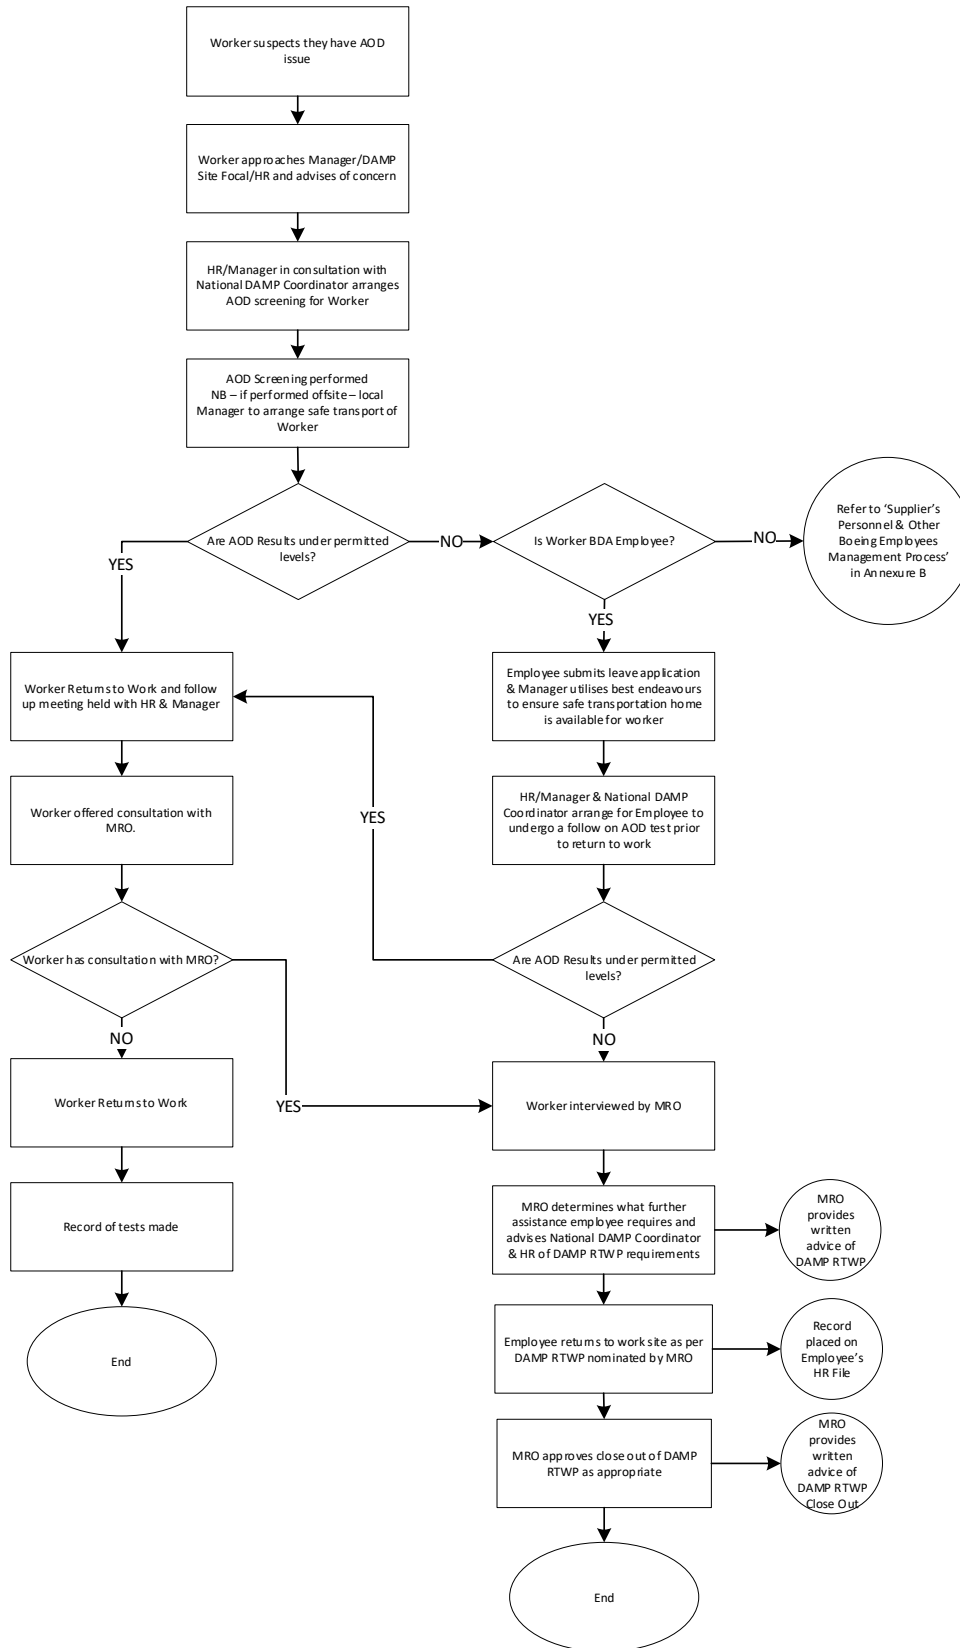 Worker suspects they have AOD
issue
Worker approaches Manager/DAMP
Site Focal/HR and advises of concern
HR/Manager in consultation with
National DAMP Coordinator arranges
AOD screening for Worker
AOD Screening performed
NB – if performed offsite – local
Manager to arrange safe transport of
Worker
Are AOD Results under permitted
levels?
NO
Is Worker BDA Employee?
NO
Refer to ‘Supplier’s
Personnel & Other
Boeing Employees
Management Process’
in Annexure B
YES
YES
Worker Returns to Work and follow
up meeting held with HR & Manager
Employee submits leave application
& Manager utilises best endeavours
to ensure safe transportation home
is available for worker
Worker offered consultation with
MRO.
YES
HR/Manager & National DAMP
Coordinator arrange for Employee to
undergo a follow on AOD test prior
to return to work
Worker has consultation with MRO?
Are AOD Results under permitted
levels?
NO
NO
Worker Returns to Work
YES
Worker interviewed by MRO
Record of tests made
MRO determines what further
assistance employee requires and
advises National DAMP Coordinator
& HR of DAMP RTWP requirements
MRO
provides
written
advice of
DAMP RTWP
End
Employee returns to work site as per
DAMP RTWP nominated by MRO
Record
placed on
Employee’s
HR File
MRO approves close out of DAMP
RTWP as appropriate
MRO
provides
written
advice of
DAMP RTWP
Close Out
End